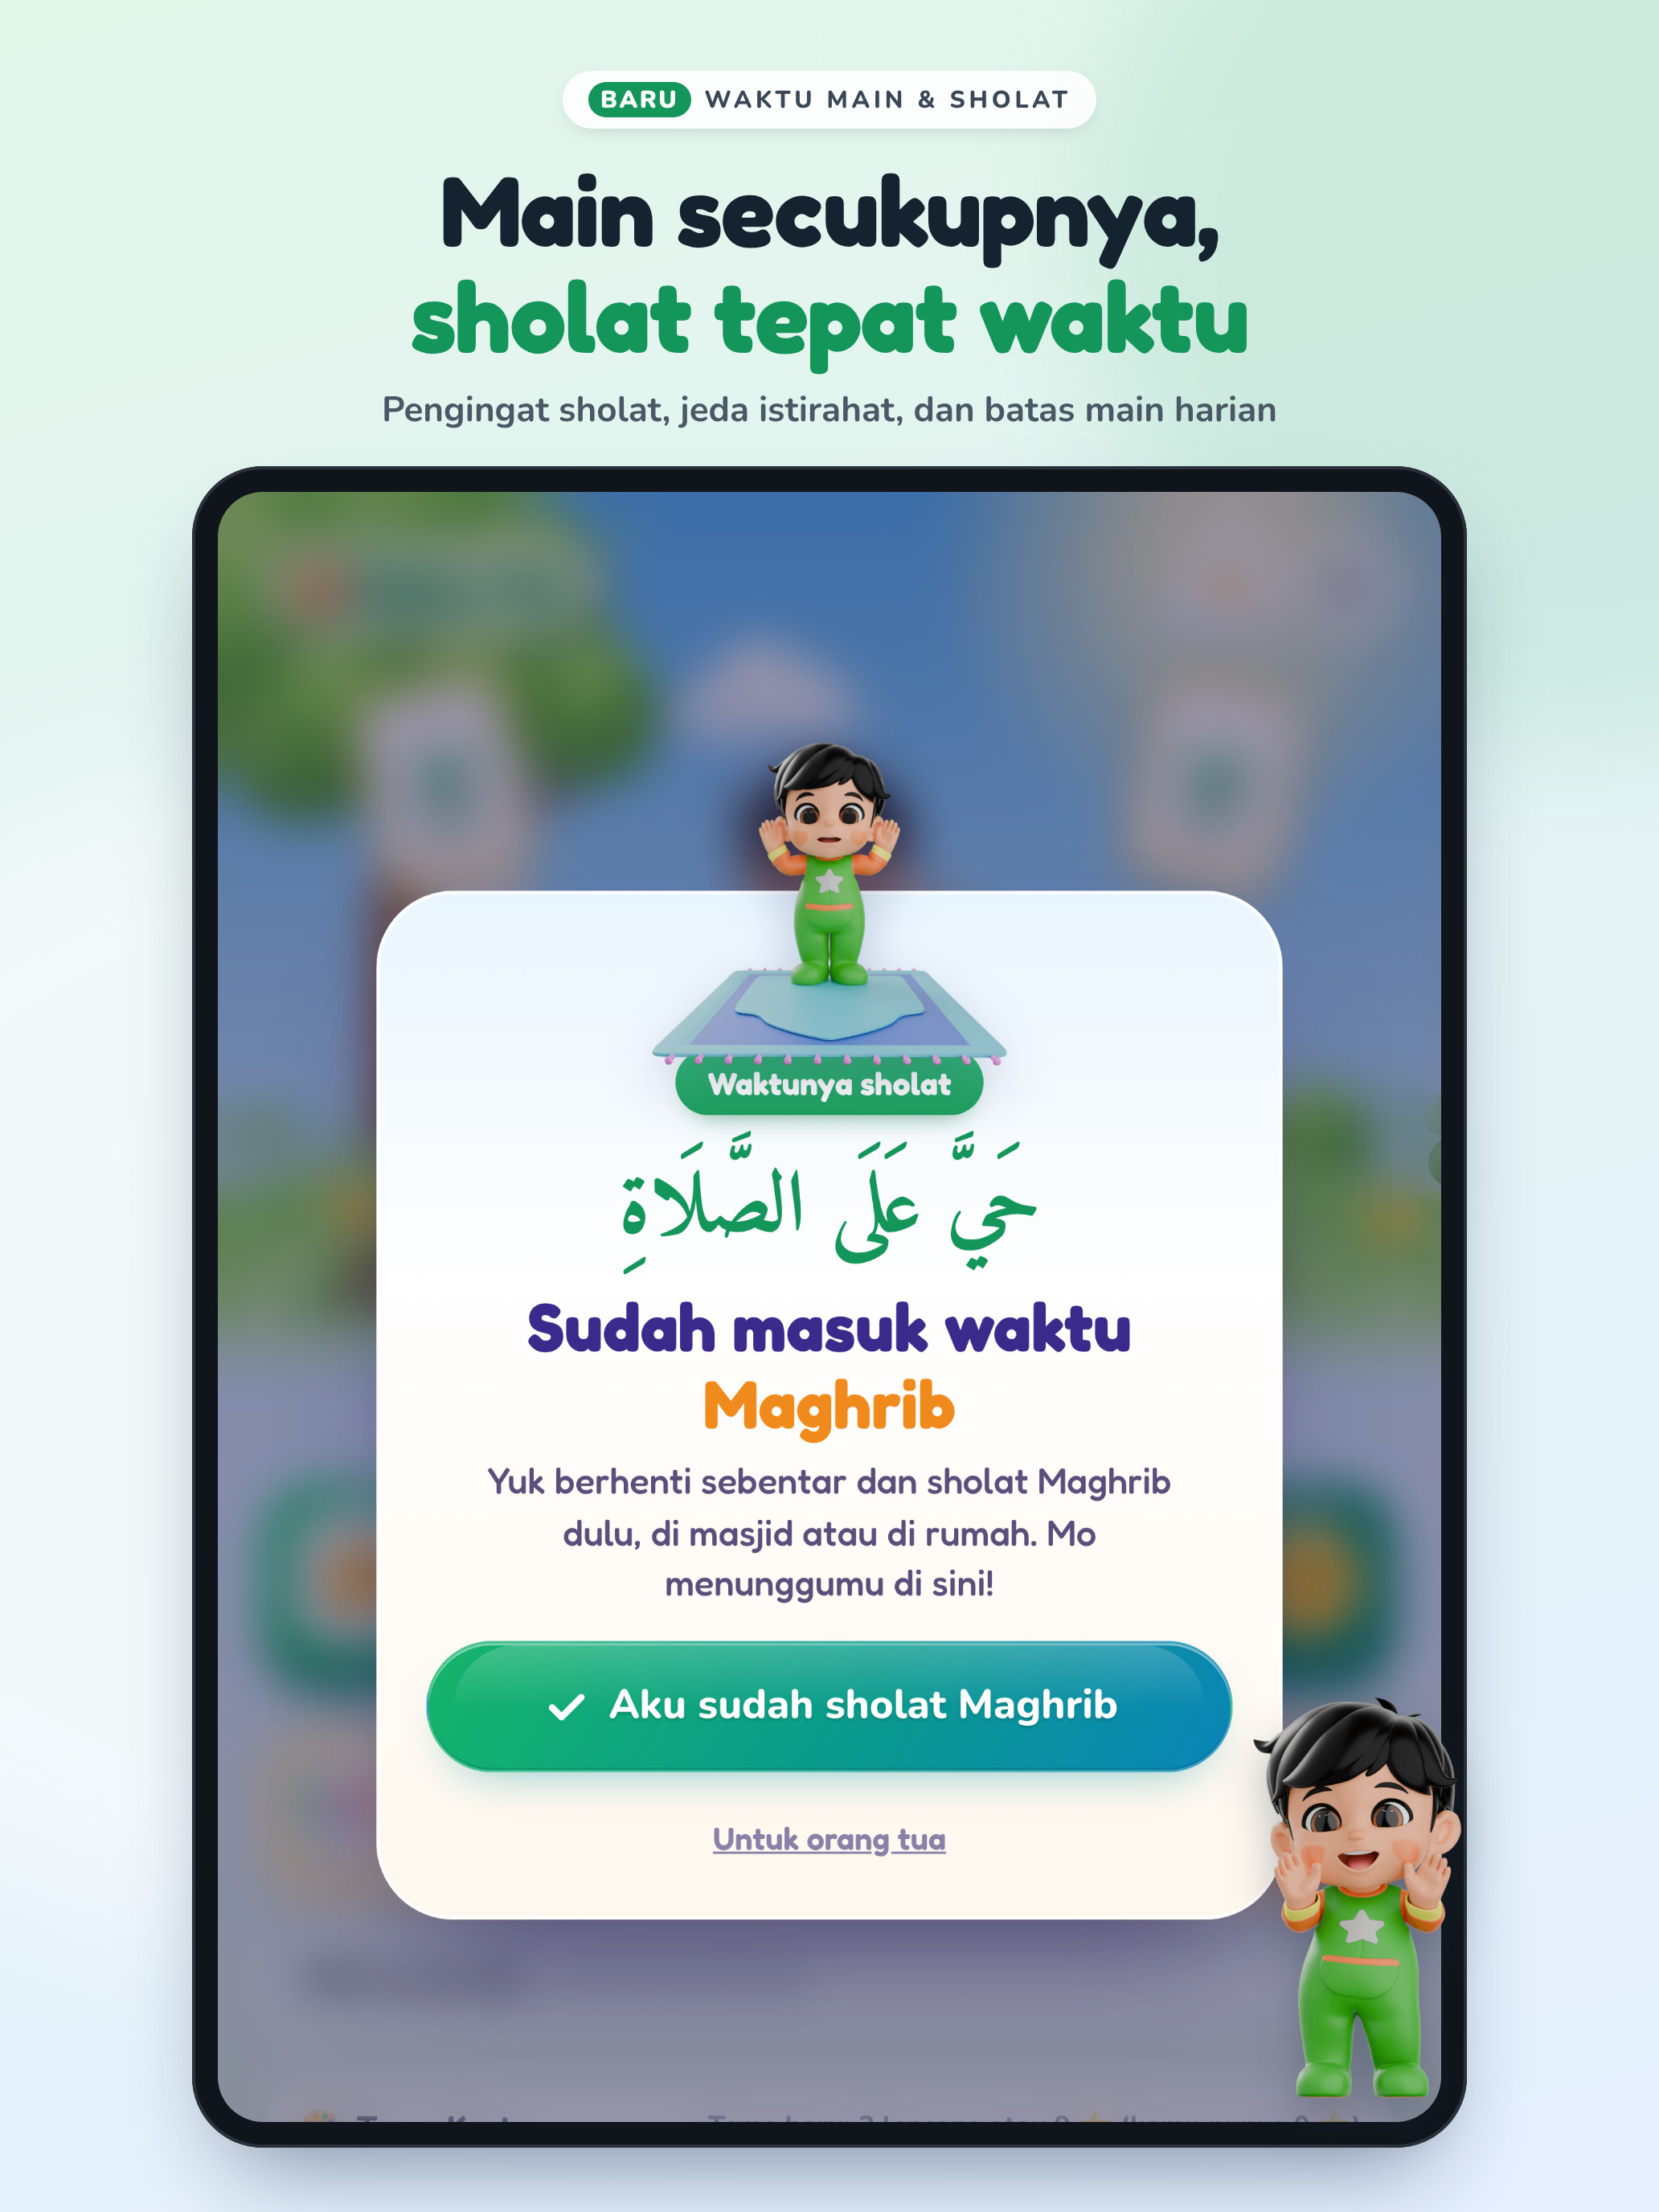 BARU WAKTU MAIN & SHOLAT
Main secukupnya,
sholat tepat waktu
Pengingat sholat, jeda istirahat, dan batas main harian
Waktunya sholat
حَيَّ عَلَى الصَّلَاةِ
Sudah masuk waktu
Maghrib
Yuk berhenti sebentar dan sholat Maghrib
dulu, di masjid atau di rumah. Mo
menunggumu di sini!
Aku sudah sholat Maghrib
Untuk orang tua